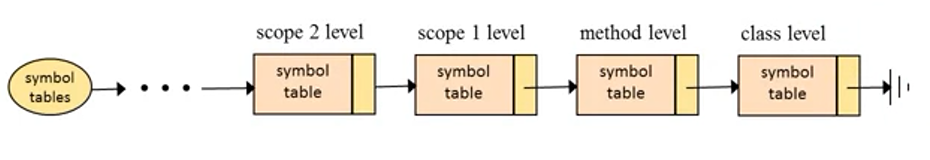 scope 2 level
scope 1 level
method level
class level
symbol
tables
symbol
table
symbol
table
symbol
table
symbol
table